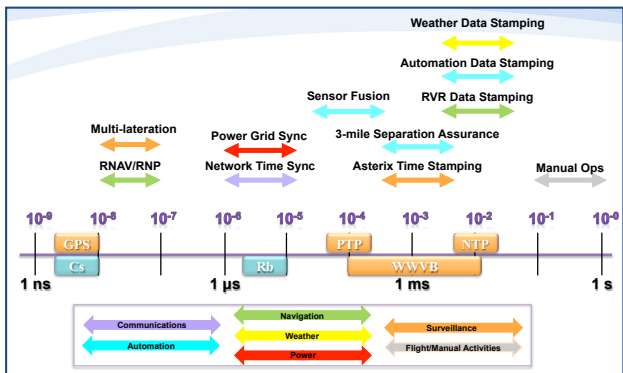 Weather Data Stamping
Automation Data Stamping
Sensor Fusion
RVR Data Stamping
Multi-lateration
Power Grid Sync
3-mile Separation Assurance
RNAV/RNP
Network Time Sync
Asterix Time Stamping
Manual Ops
10-9 10-8 10-7 10-6 10-5 10-4 10-3 10-2 10-1 10-0
GPS PTP NTP
Cs Rb WWVB
1 ns 1 µs 1 ms 1 s
Navigation
Communications Surveillance
Weather
Automation Flight/Manual Activities
Power